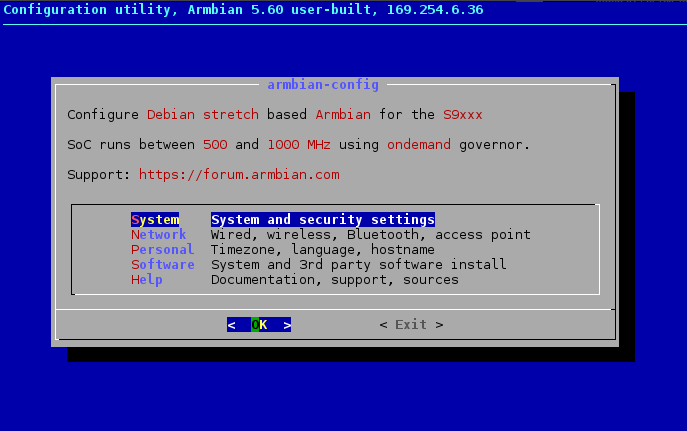 Configuration utility, Armbian 5.60 user-built, 169.254.6.36
armbian-config
Configure Debian stretch based Armbian for the S9xxx
SoC runs between 500 and 1000 MHz using ondemand governor.
Support: https://forum.armbian.com
System System and security settings
Network Wired, wireless, Bluetooth, access point
Personal Timezone, language, hostname
Software System and 3rd party software install
Help Documentation, support, sources
< OK > < Exit >